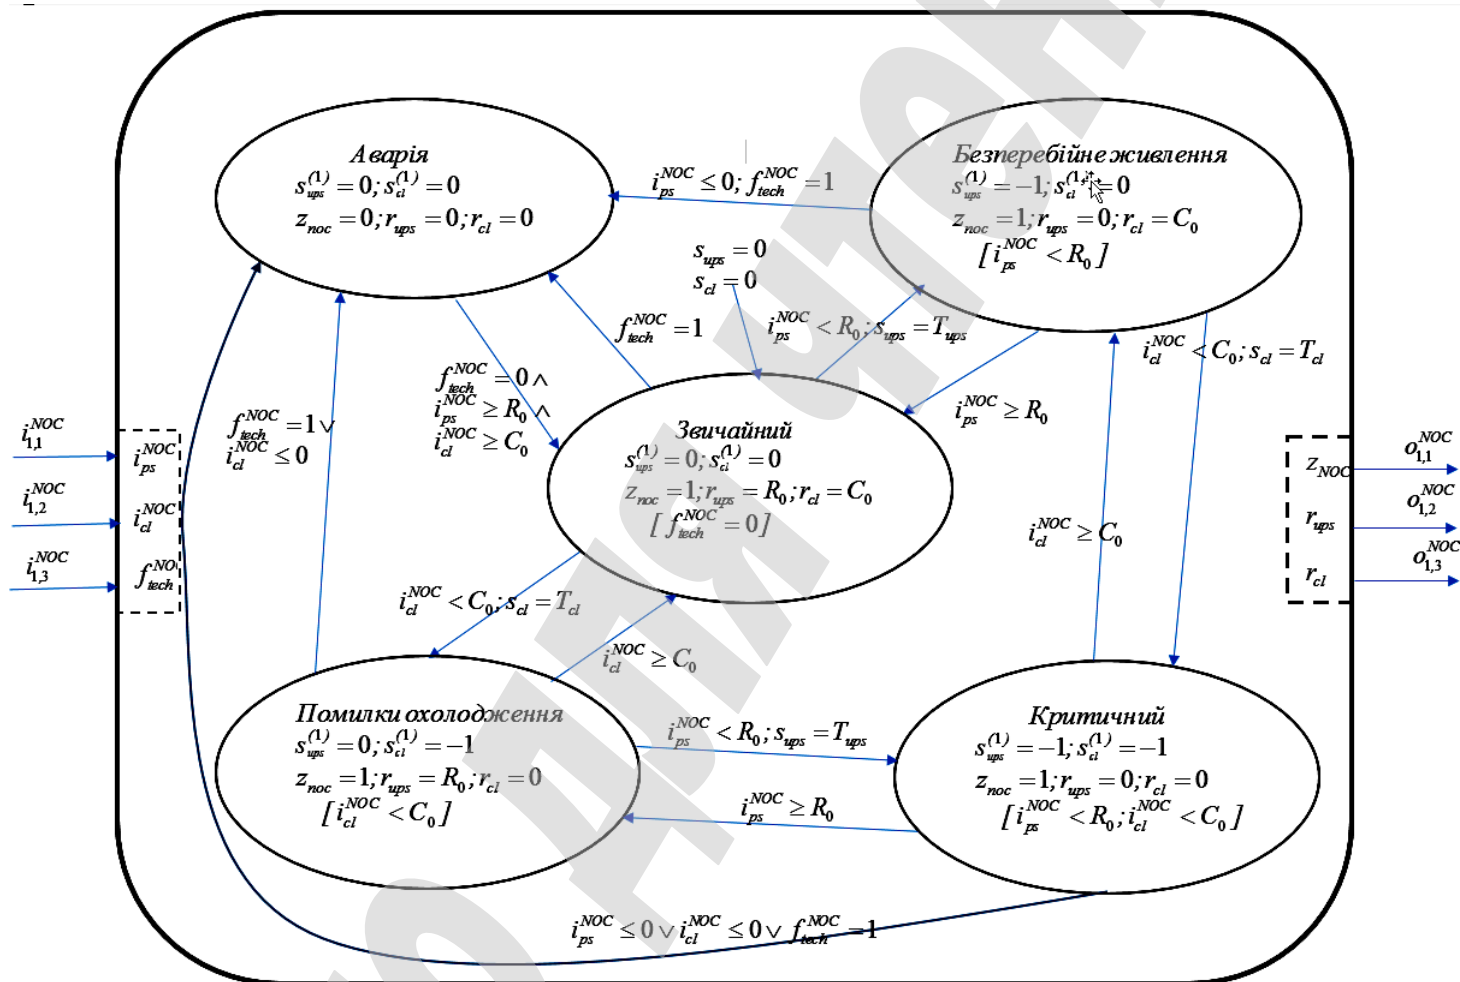 Аварія
s_ups^(1) = 0; s_cl^(1) = 0
z_noc = 0; r_ups = 0; r_cl = 0
i_ps^NOC ≤ 0; f_tech^NOC = 1
Безперебійне живлення
s_ups^(1) = −1; s_cl^(1) = 0
z_noc = 1; r_ups = 0; r_cl = C_0
[i_ps^NOC < R_0]
s_ups = 0
s_cl = 0
f_tech^NOC = 1
i_ps^NOC < R_0; s_ups = T_ups
i_cl^NOC < C_0; s_cl = T_cl
f_tech^NOC = 0 ∧
i_ps^NOC ≥ R_0 ∧
i_cl^NOC ≥ C_0
i_ps^NOC ≥ R_0
f_tech^NOC = 1 ∨
i_cl^NOC ≤ 0
Звичайний
s_ups^(1) = 0; s_cl^(1) = 0
z_noc = 1; r_ups = R_0; r_cl = C_0
[f_tech^NOC = 0]
i_1,1^NOC
i_ps^NOC
i_1,2^NOC
i_cl^NOC
i_1,3^NOC
f_tech^NO
z_NOC
o_1,1^NOC
r_ups
o_1,2^NOC
r_cl
o_1,3^NOC
i_cl^NOC ≥ C_0
i_cl^NOC < C_0; s_cl = T_cl
i_cl^NOC ≥ C_0
Помилки охолодження
s_ups^(1) = 0; s_cl^(1) = −1
z_noc = 1; r_ups = R_0; r_cl = 0
[i_cl^NOC < C_0]
i_ps^NOC < R_0; s_ups = T_ups
i_ps^NOC ≥ R_0
Критичний
s_ups^(1) = −1; s_cl^(1) = −1
z_noc = 1; r_ups = 0; r_cl = 0
[i_ps^NOC < R_0; i_cl^NOC < C_0]
i_ps^NOC ≤ 0 ∨ i_cl^NOC ≤ 0 ∨ f_tech^NOC = 1